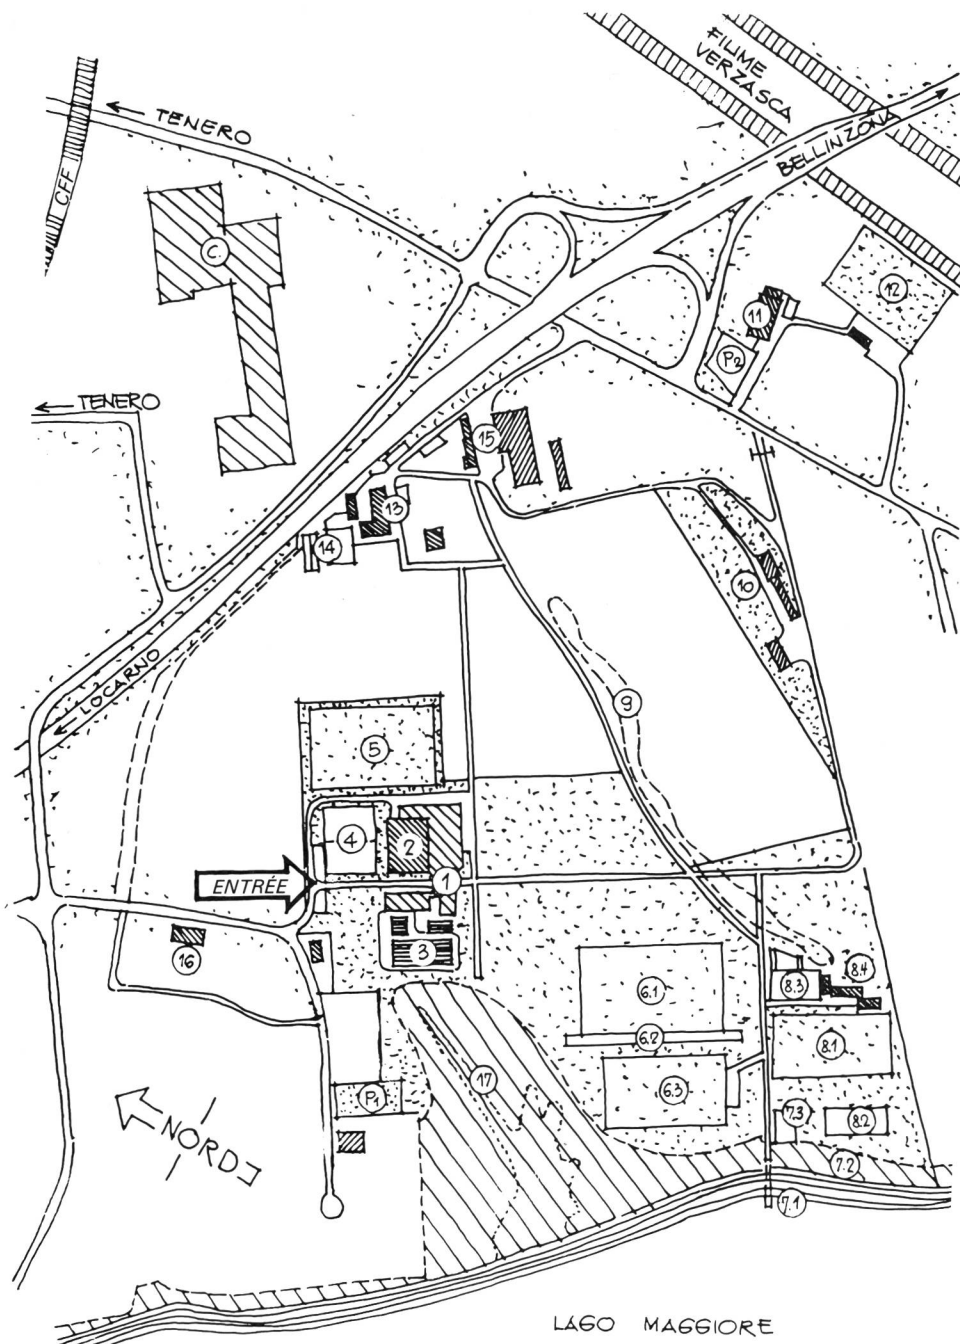 FIUME
VERZASCA
TENERO
BELLINZONA
CFF
C.
12
11
P2
TENERO
15
13
14
10
LOCARNO
9
5
4
2
ENTRÉE
1
3
16
8.4
8.3
6.1
6.2
8.1
17
6.3
P1
7.3
8.2
NORD
7.2
7.1
LAGO MAGGIORE